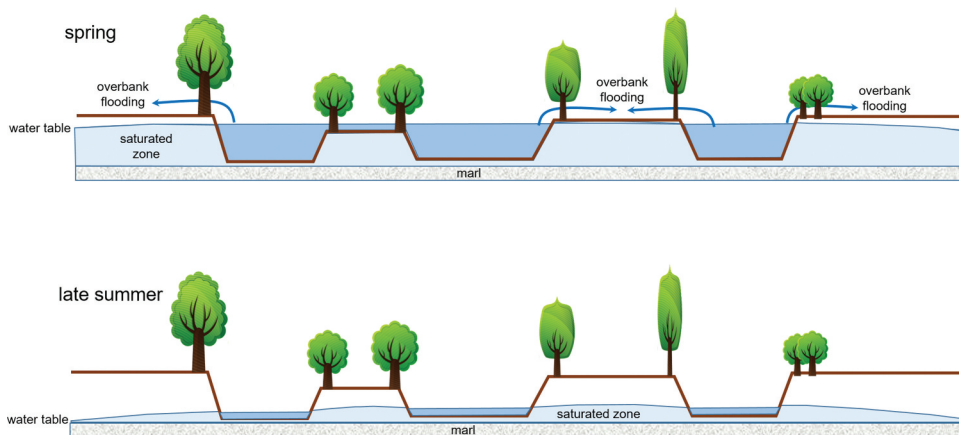 spring
overbank
flooding
overbank
flooding
overbank
flooding
water table
saturated
zone
marl
late summer
water table
saturated zone
marl